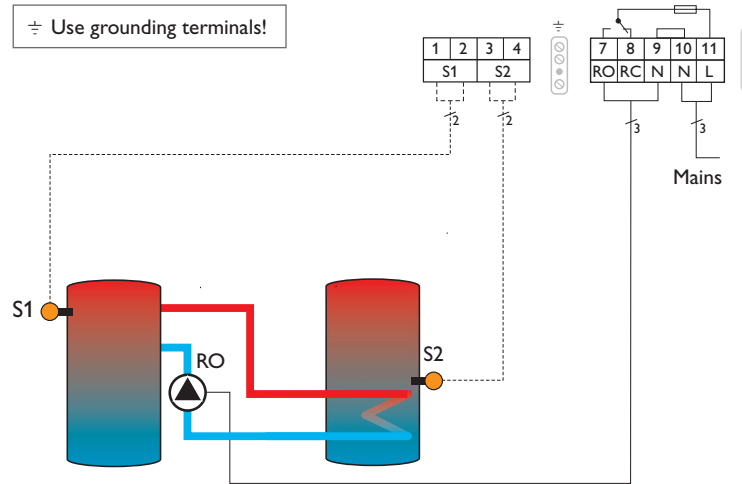 ⏚ Use grounding terminals!
1 2 3 4
S1 S2
⏚
7 8 9 10 11
RO RC N N L
2 2 3 3
Mains
S1
RO
S2